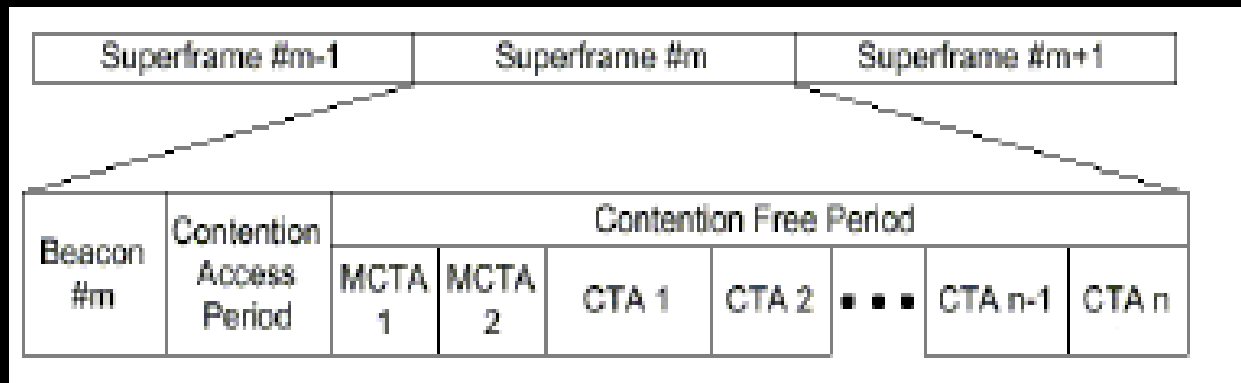 Superframe #m-1 Superframe #m Superframe #m+1
Beacon #m
Contention Access Period
Contention Free Period
MCTA 1
MCTA 2
CTA 1
CTA 2
• • •
CTA n-1
CTA n